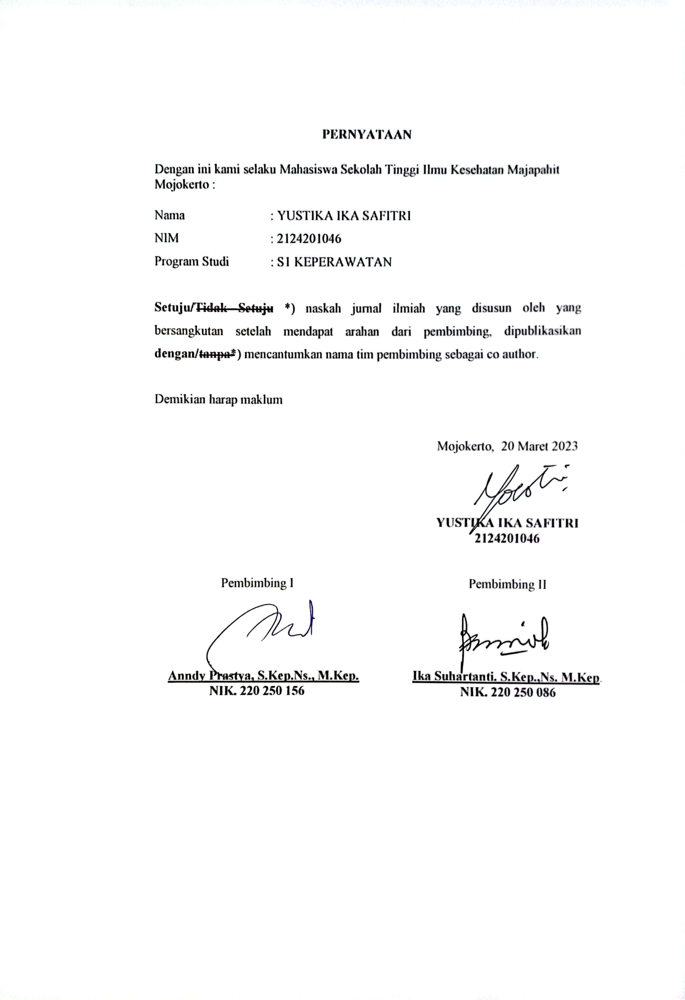 PERNYATAAN
Dengan ini kami selaku Mahasiswa Sekolah Tinggi Ilmu Kesehatan Majapahit
Mojokerto :
Nama : YUSTIKA IKA SAFITRI
NIM : 2124201046
Program Studi : S1 KEPERAWATAN
Setuju/Tidak Setuju *) naskah jurnal ilmiah yang disusun oleh yang
bersangkutan setelah mendapat arahan dari pembimbing, dipublikasikan
dengan/tanpa*) mencantumkan nama tim pembimbing sebagai co author.
Demikian harap maklum
Mojokerto, 20 Maret 2023
YUSTIKA IKA SAFITRI
2124201046
Pembimbing I
Pembimbing II
Anndy Prastya, S.Kep.Ns., M.Kep.
NIK. 220 250 156
Ika Suhartanti. S.Kep.,Ns. M.Kep.
NIK. 220 250 086